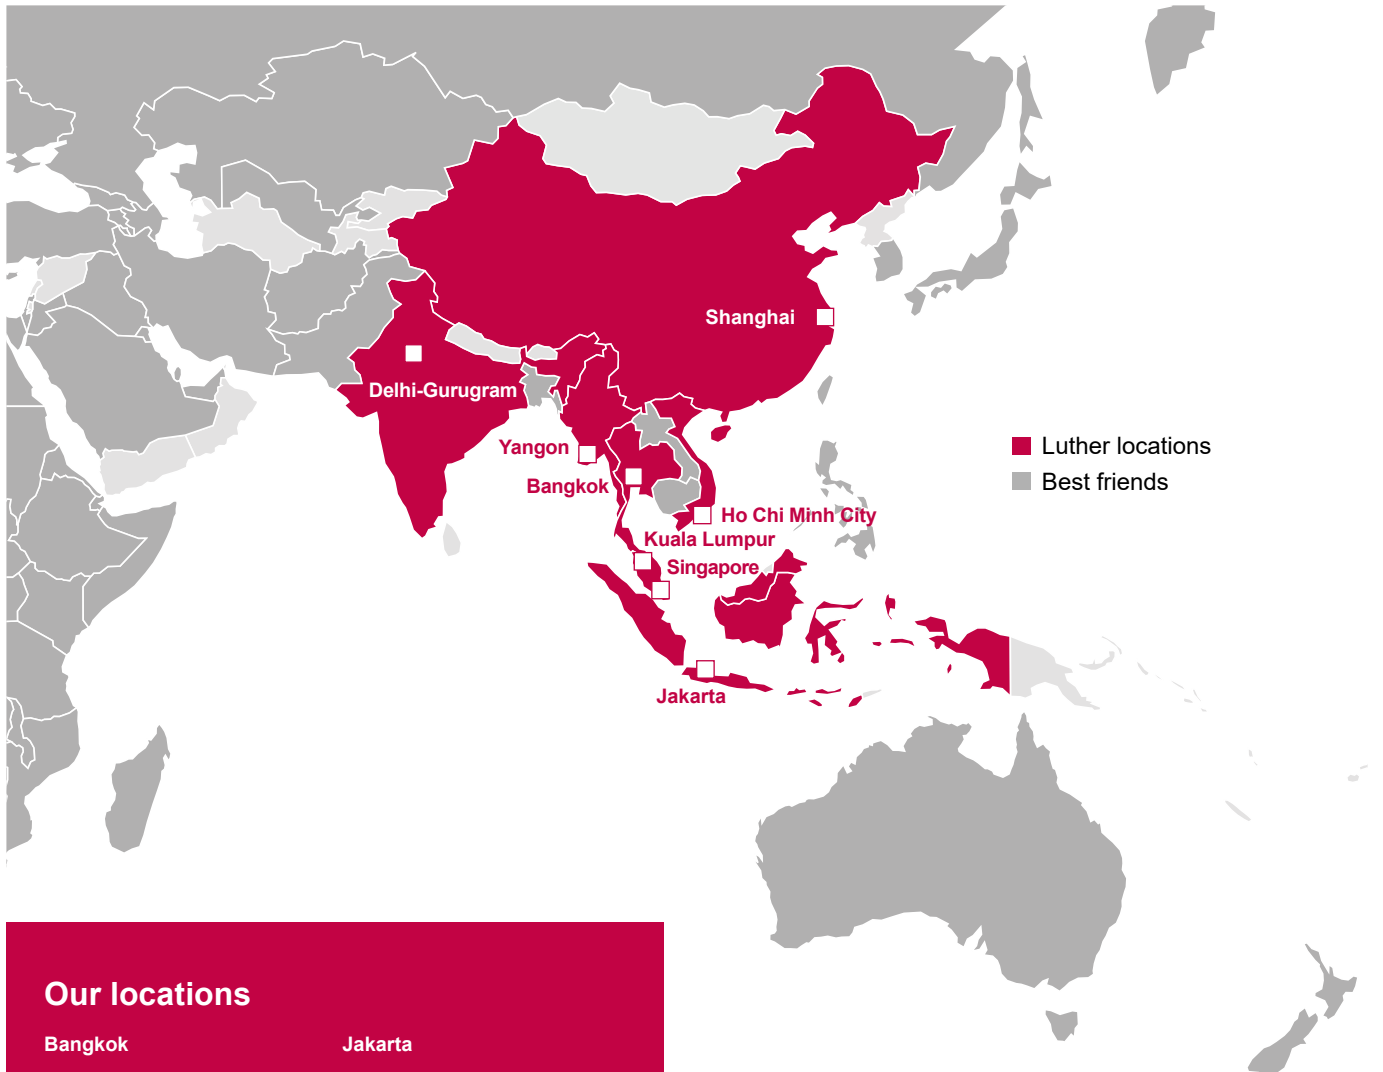 Shanghai
Delhi-Gurugram
Yangon
Bangkok
Ho Chi Minh City
Kuala Lumpur
Singapore
Jakarta
Luther locations
Best friends
Our locations
Bangkok
Jakarta